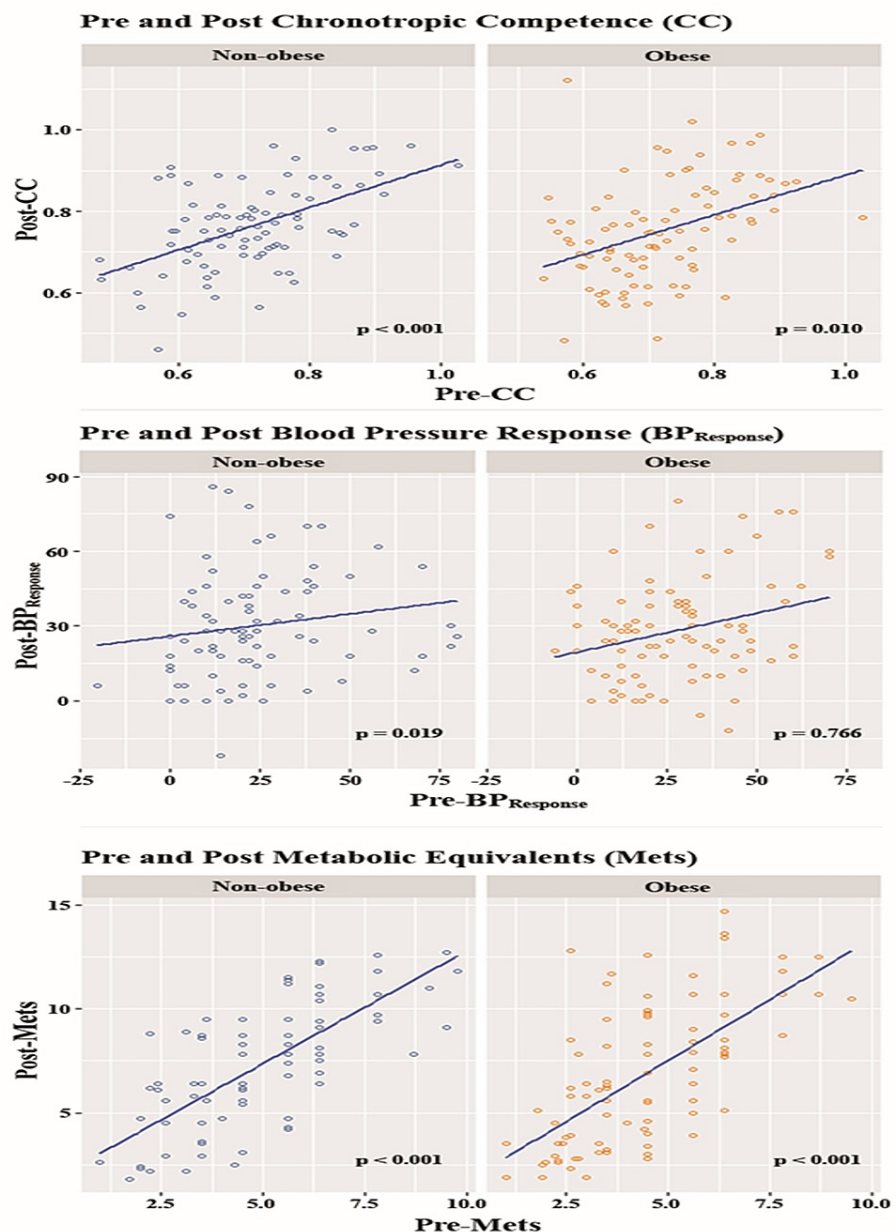 Pre and Post Chronotropic Competence (CC)
Non-obese Obese
1.0
0.8
0.6
Post-CC
p < 0.001 p = 0.010
0.6 0.8 1.0 0.6 0.8 1.0
Pre-CC
Pre and Post Blood Pressure Response (BPResponse)
Non-obese Obese
90
60
30
0
Post-BPResponse
p = 0.019 p = 0.766
-25 0 25 50 75 -25 0 25 50 75
Pre-BPResponse
Pre and Post Metabolic Equivalents (Mets)
Non-obese Obese
15
10
5
Post-Mets
p < 0.001 p < 0.001
2.5 5.0 7.5 10.0 2.5 5.0 7.5 10.0
Pre-Mets